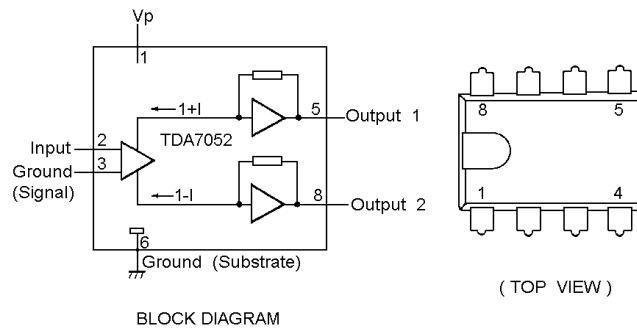 Vp
1
1+I
5
Output 1
TDA7052
Input
2
Ground
3
(Signal)
1-I
8
Output 2
6
Ground (Substrate)
BLOCK DIAGRAM
8
5
1
4
( TOP VIEW )